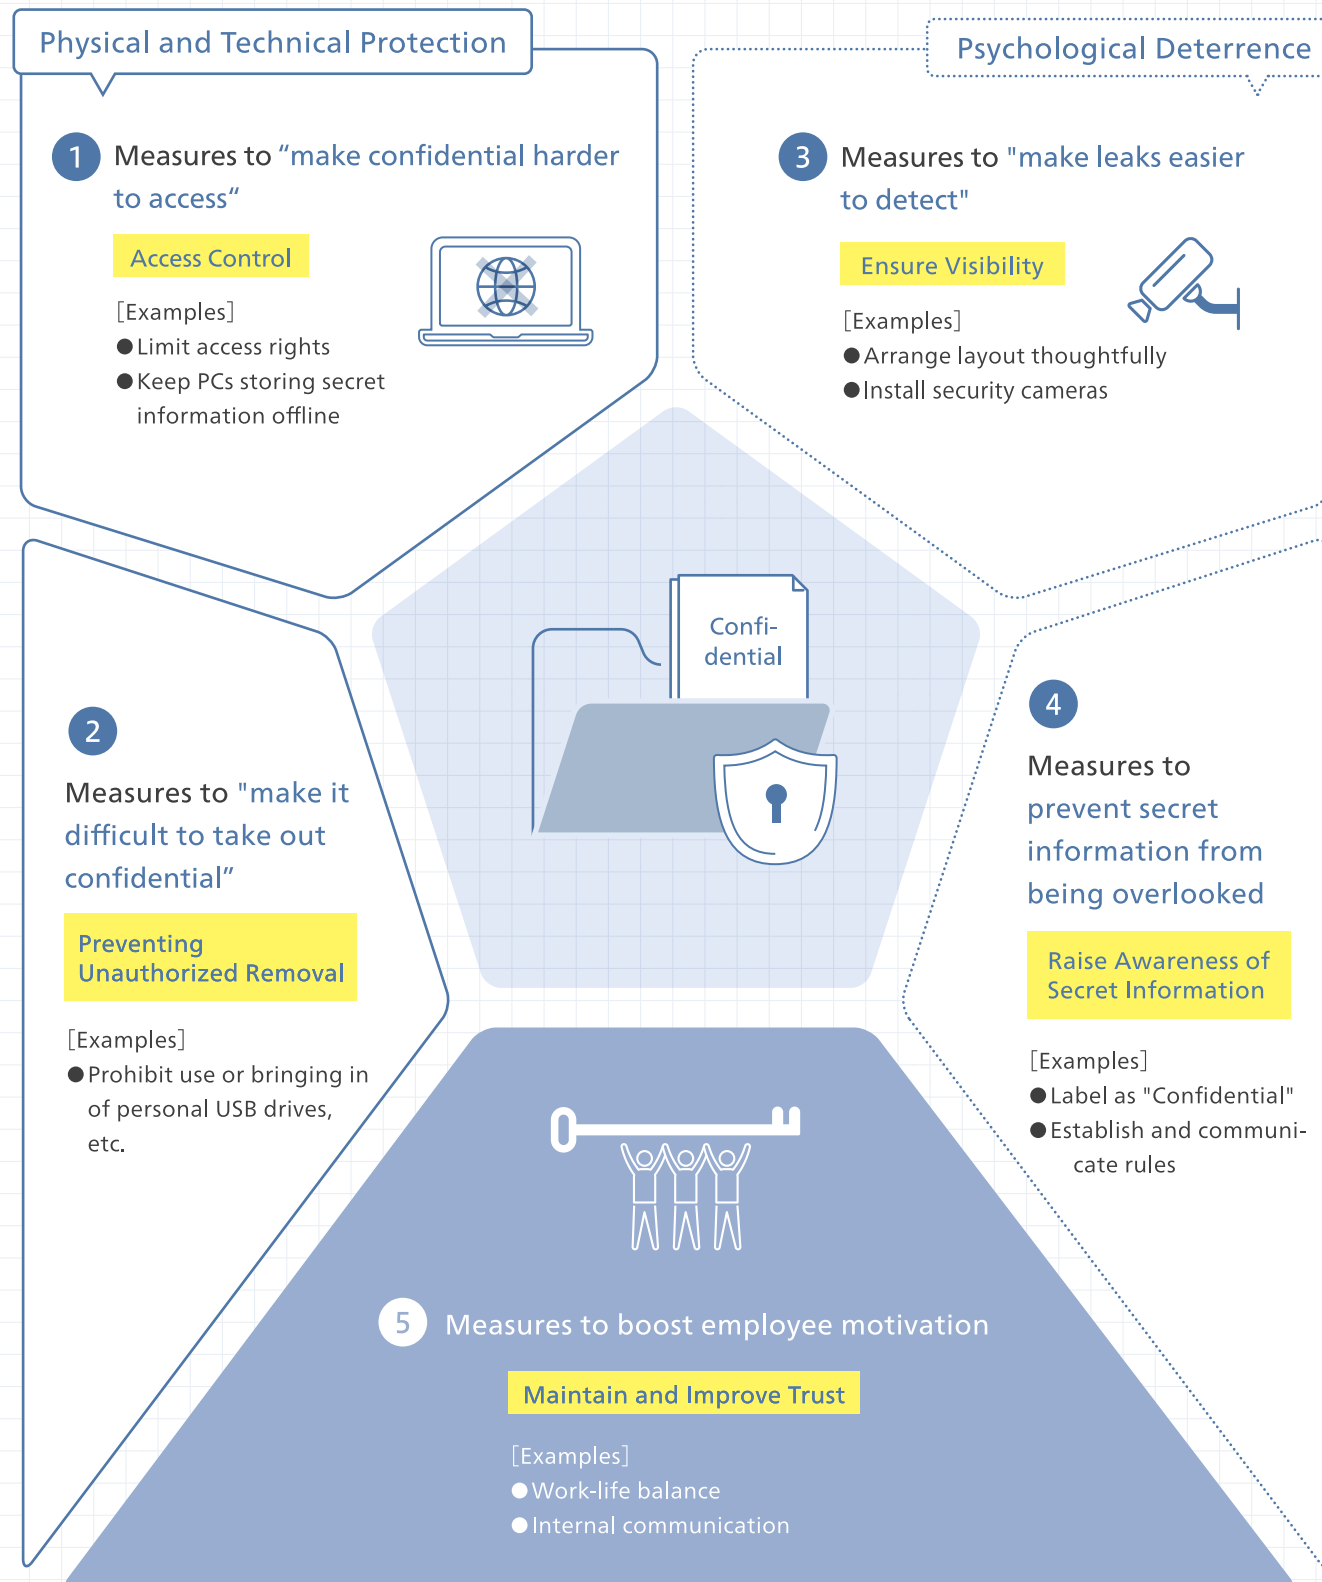 Physical and Technical Protection
1
Measures to “make confidential harder
to access“
Access Control
[Examples]
●Limit access rights
●Keep PCs storing secret
information offline
2
Measures to "make it
difficult to take out
confidential”
Preventing
Unauthorized Removal
[Examples]
●Prohibit use or bringing in
of personal USB drives,
etc.
Psychological Deterrence
3
Measures to "make leaks easier
to detect"
Ensure Visibility
[Examples]
●Arrange layout thoughtfully
●Install security cameras
4
Measures to
prevent secret
information from
being overlooked
Raise Awareness of
Secret Information
[Examples]
●Label as "Confidential"
●Establish and communi-
cate rules
Confi-
dential
5
Measures to boost employee motivation
Maintain and Improve Trust
[Examples]
●Work-life balance
●Internal communication